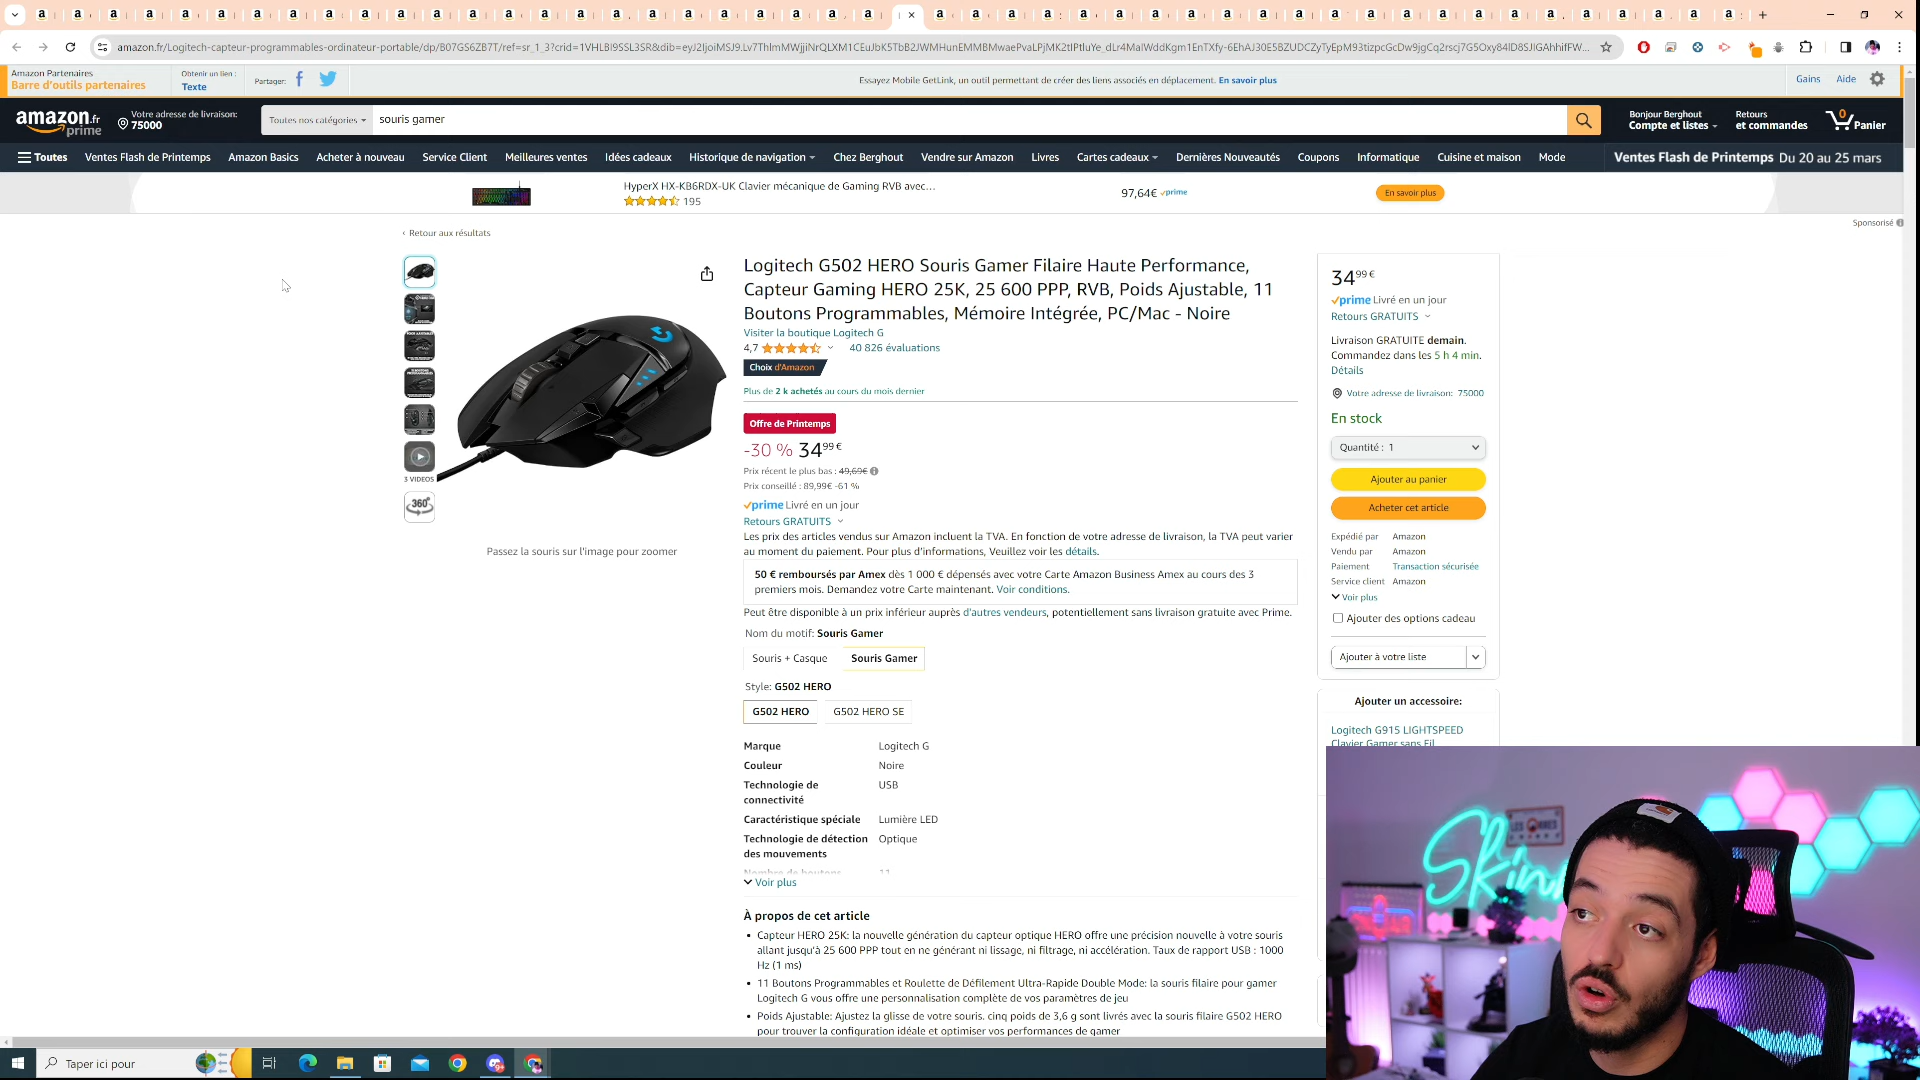 amazon.fr/Logitech-capteur-programmables-ordinateur-portable/dp/B07GS6ZB7T/ref=sr_1_3?crid=1VHLBI9SSL3SR&dib=
Amazon Partenaires
Barre d'outils partenaires
Obtenir un lien :
Texte
Partager:
Essayez Mobile GetLink, un outil permettant de créer des liens associés en déplacement. En savoir plus
Gains
Aide
amazon.fr
prime
Votre adresse de livraison:
75000
Toutes nos catégories
souris gamer
Bonjour Berghout
Compte et listes
Retours
et commandes
0
Panier
Toutes
Ventes Flash de Printemps
Amazon Basics
Acheter à nouveau
Service Client
Meilleures ventes
Idées cadeaux
Historique de navigation
Chez Berghout
Vendre sur Amazon
Livres
Cartes cadeaux
Dernières Nouveautés
Coupons
Informatique
Cuisine et maison
Mode
Ventes Flash de Printemps Du 20 au 25 mars
HyperX HX-KB6RDX-UK Clavier mécanique de Gaming RVB avec...
195
97,64€ prime
En savoir plus
Sponsorisé
‹ Retour aux résultats
3 VIDEOS
360°
Passez la souris sur l'image pour zoomer
Logitech G502 HERO Souris Gamer Filaire Haute Performance,
Capteur Gaming HERO 25K, 25 600 PPP, RVB, Poids Ajustable, 11
Boutons Programmables, Mémoire Intégrée, PC/Mac - Noire
Visiter la boutique Logitech G
4,7
40 826 évaluations
Choix d'Amazon
Plus de 2 k achetés au cours du mois dernier
Offre de Printemps
-30 % 34,99 €
Prix récent le plus bas : 49,69€
Prix conseillé : 89,99€ -61 %
prime Livré en un jour
Retours GRATUITS
Les prix des articles vendus sur Amazon incluent la TVA. En fonction de votre adresse de livraison, la TVA peut varier
au moment du paiement. Pour plus d'informations, Veuillez voir les détails.
50 € remboursés par Amex dès 1 000 € dépensés avec votre Carte Amazon Business Amex au cours des 3
premiers mois. Demandez votre Carte maintenant. Voir conditions.
Peut être disponible à un prix inférieur auprès d'autres vendeurs, potentiellement sans livraison gratuite avec Prime.
Nom du motif: Souris Gamer
Souris + Casque
Souris Gamer
Style: G502 HERO
G502 HERO
G502 HERO SE
Marque Logitech G
Couleur Noire
Technologie de USB
connectivité
Caractéristique spéciale Lumière LED
Technologie de détection Optique
des mouvements
Nombre de boutons 11
Voir plus
À propos de cet article
• Capteur HERO 25K: la nouvelle génération du capteur optique HERO offre une précision nouvelle à votre souris
allant jusqu'à 25 600 PPP tout en ne générant ni lissage, ni filtrage, ni accélération. Taux de rapport USB : 1000
Hz (1 ms)
• 11 Boutons Programmables et Roulette de Défilement Ultra-Rapide Double Mode: la souris filaire pour gamer
Logitech G vous offre une personnalisation complète de vos paramètres de jeu
• Poids Ajustable: Ajustez la glisse de votre souris. cinq poids de 3,6 g sont livrés avec la souris filaire G502 HERO
pour trouver la configuration idéale et optimiser vos performances de gamer
34 99 €
prime Livré en un jour
Retours GRATUITS
Livraison GRATUITE demain.
Commandez dans les 5 h 4 min.
Détails
Votre adresse de livraison: 75000
En stock
Quantité : 1
Ajouter au panier
Acheter cet article
Expédié par Amazon
Vendu par Amazon
Paiement Transaction sécurisée
Service client Amazon
Voir plus
Ajouter des options cadeau
Ajouter à votre liste
Ajouter un accessoire:
Logitech G915 LIGHTSPEED
Clavier Gamer sans Fil
Taper ici pour